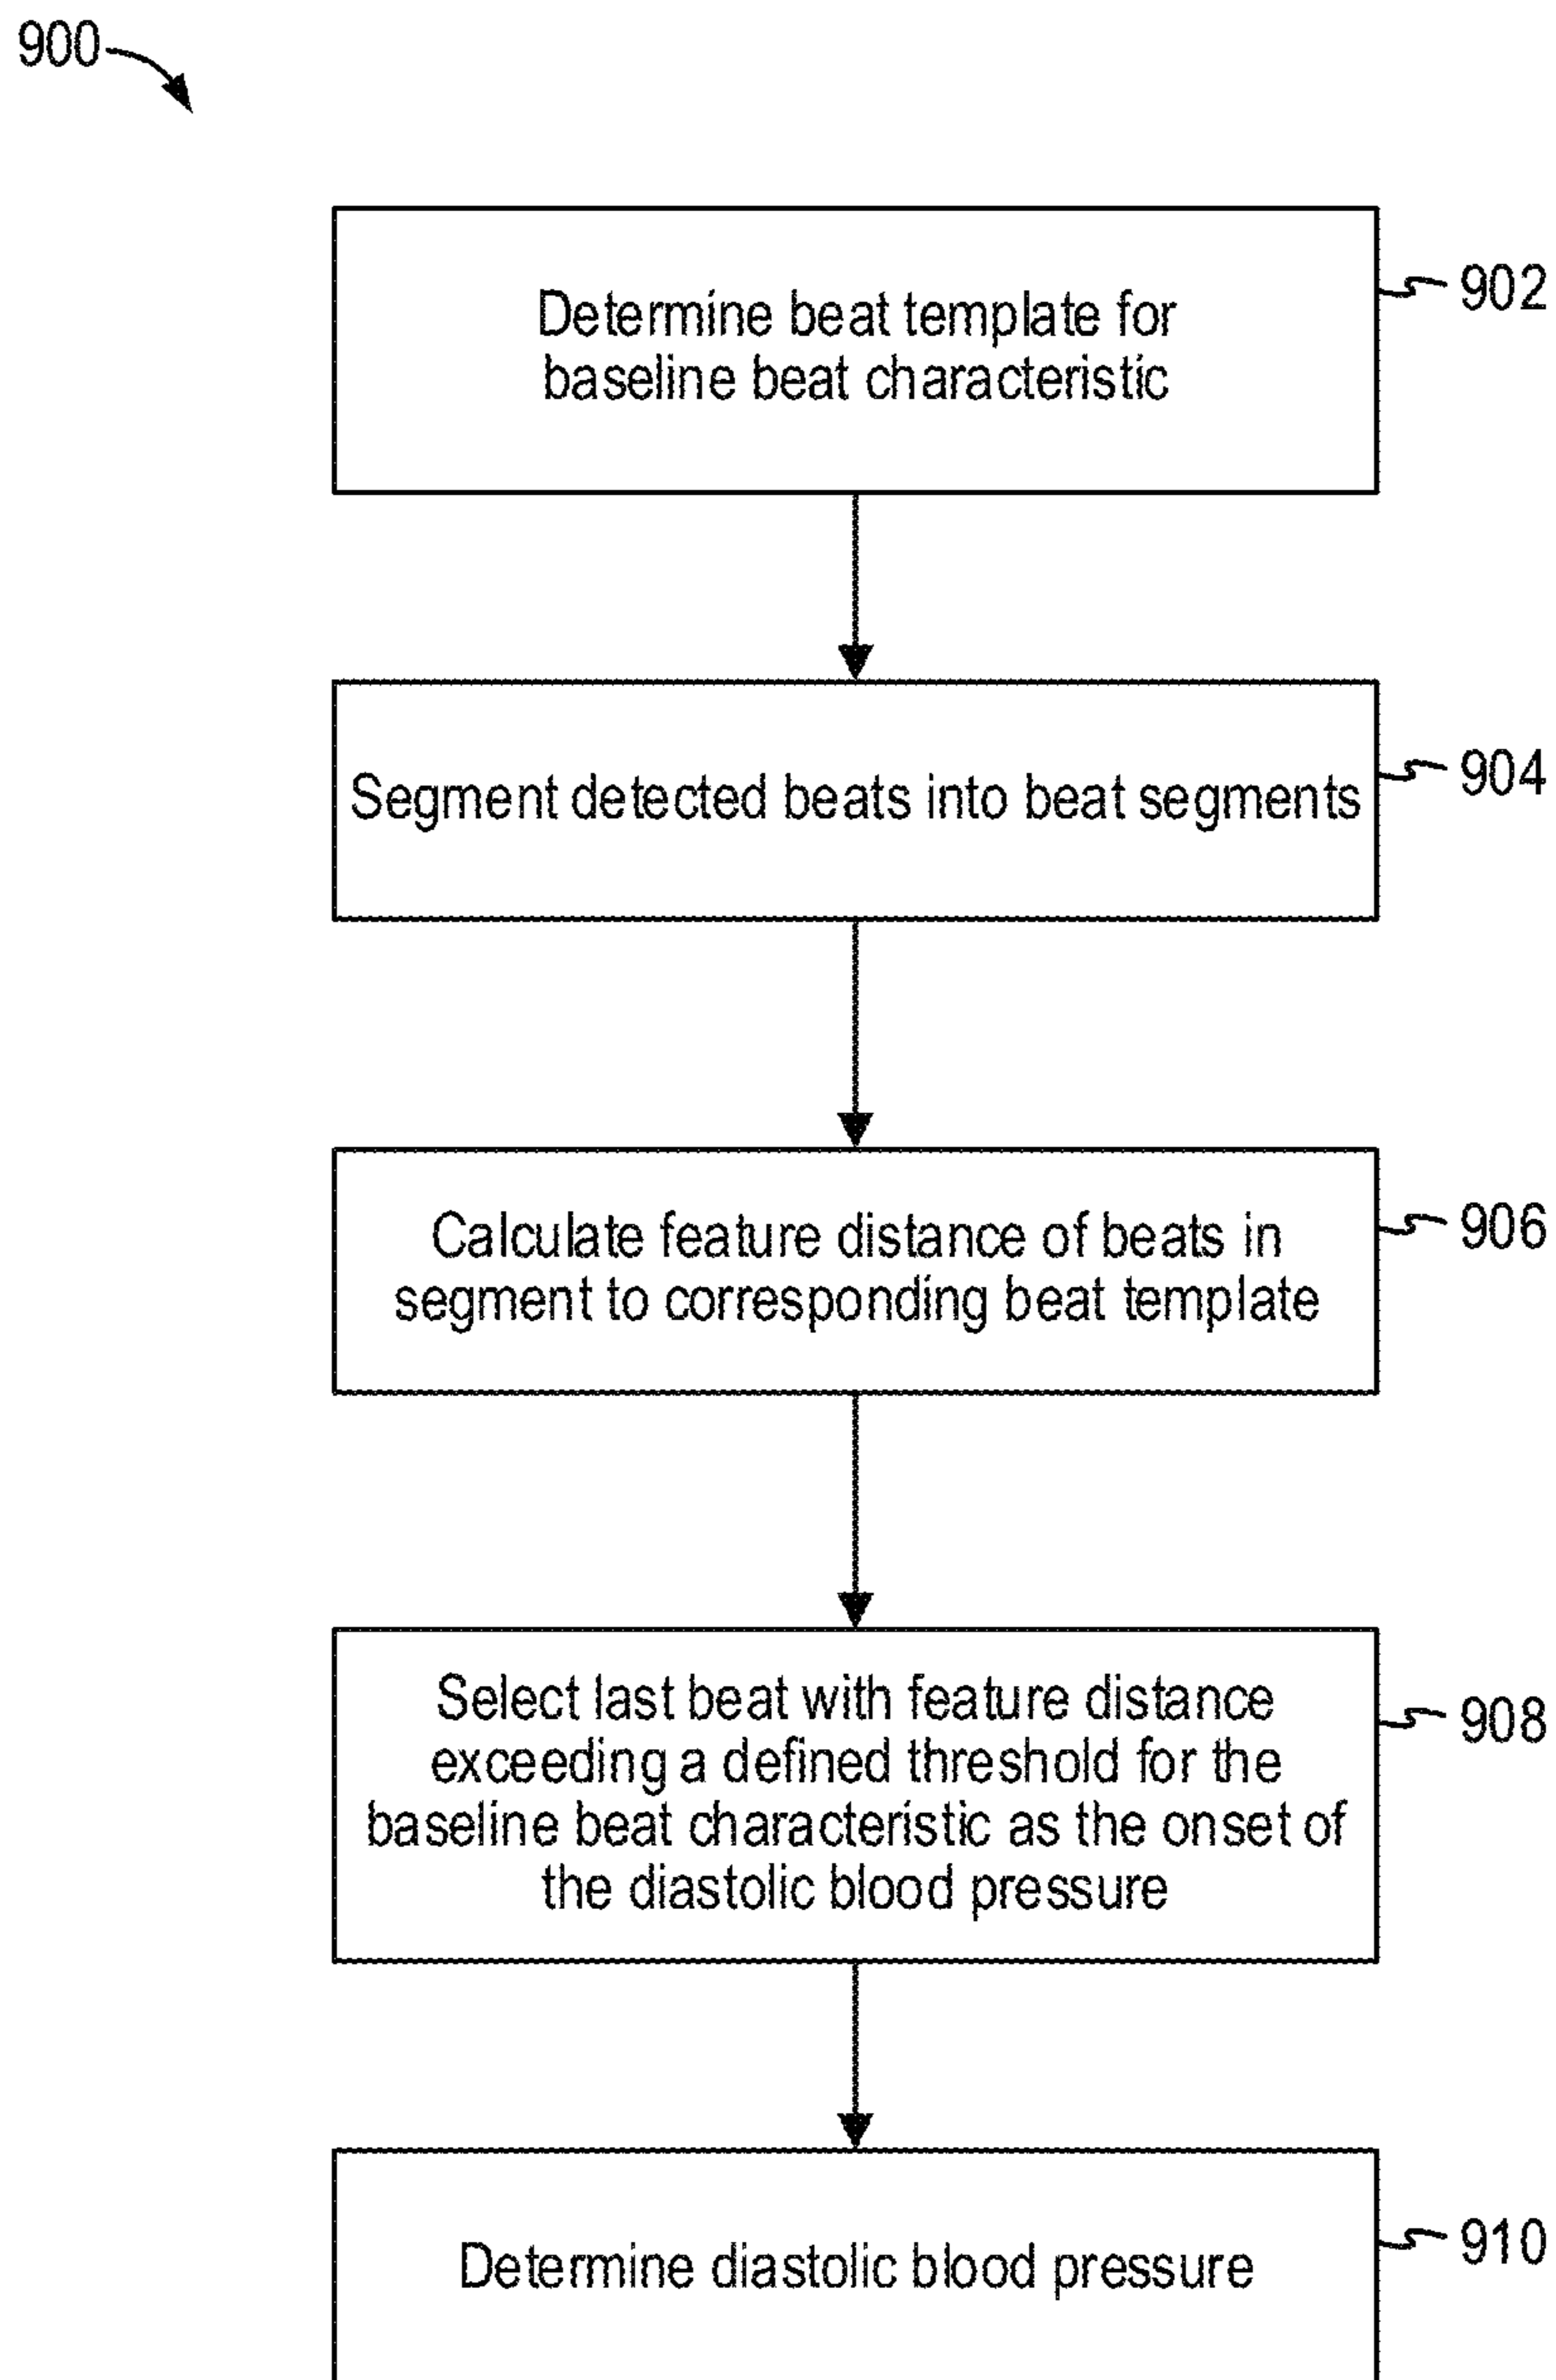 900
Determine beat template for
baseline beat characteristic
902
Segment detected beats into beat segments
904
Calculate feature distance of beats in
segment to corresponding beat template
906
Select last beat with feature distance
exceeding a defined threshold for the
baseline beat characteristic as the onset of
the diastolic blood pressure
908
Determine diastolic blood pressure
910